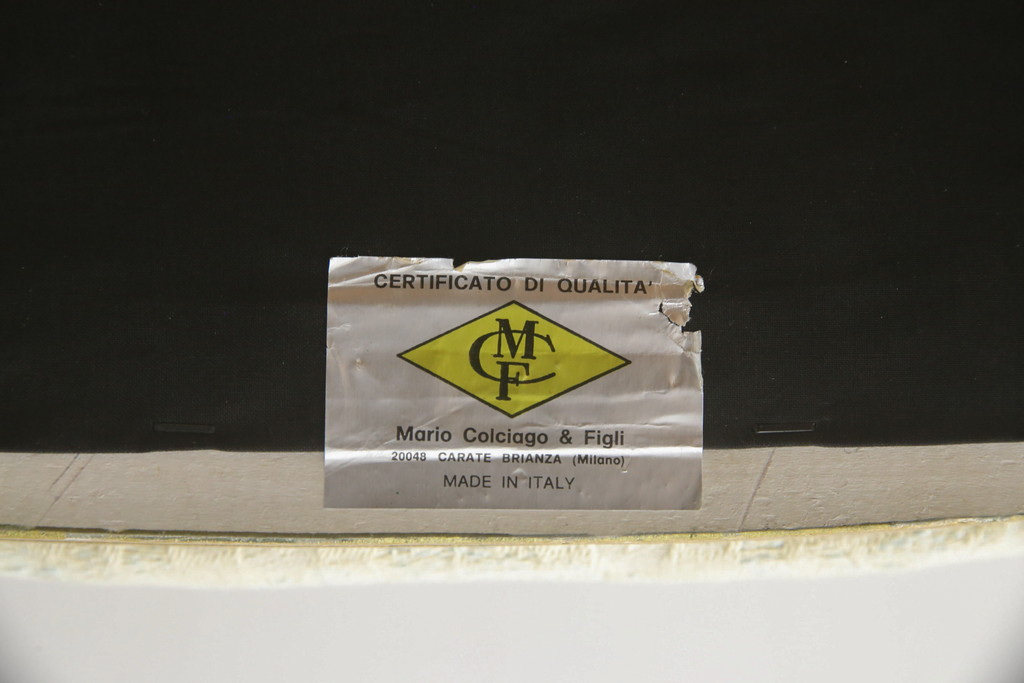 CERTIFICATO DI QUALITA'
MCF
Mario Colciago & Figli
20048 CARATE BRIANZA (Milano)
MADE IN ITALY